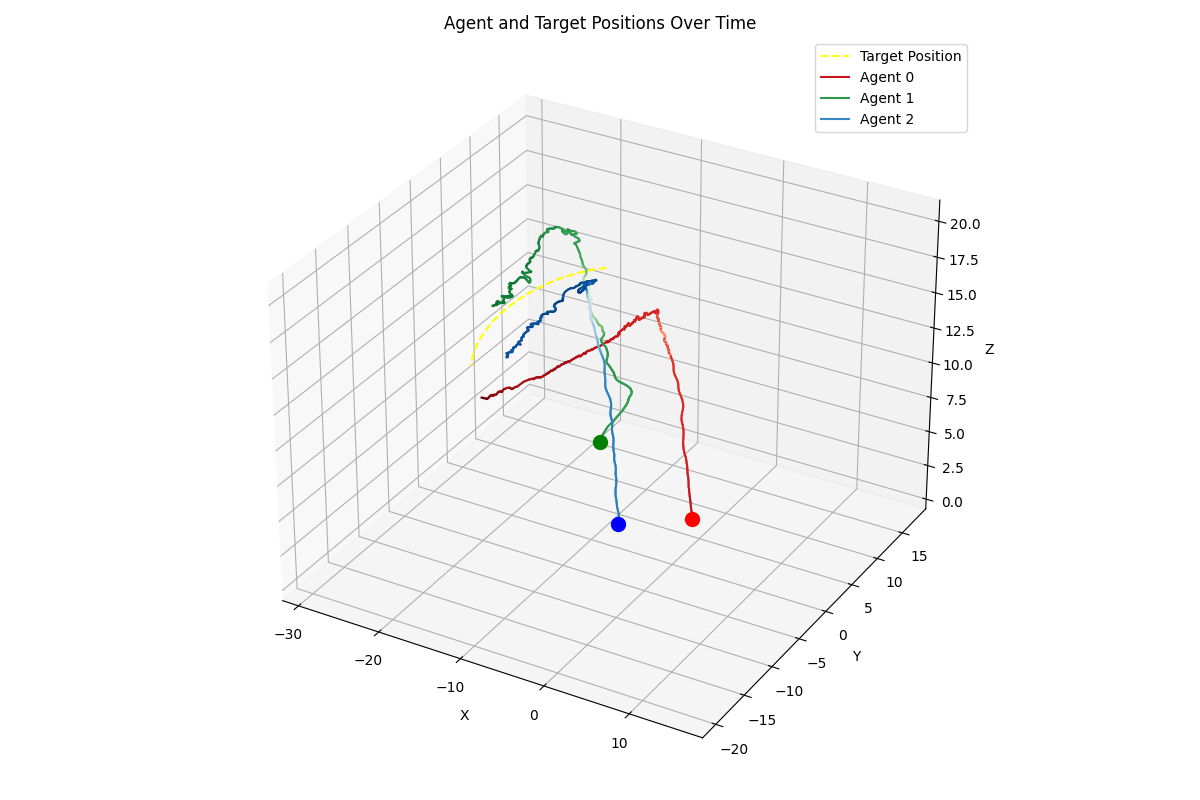 Agent and Target Positions Over Time
Target Position
Agent 0
Agent 1
Agent 2
20.0
17.5
15.0
12.5
10.0
7.5
5.0
2.5
0.0
Z
15
10
5
0
−5
−10
−15
−20
Y
−30
−20
−10
0
10
X